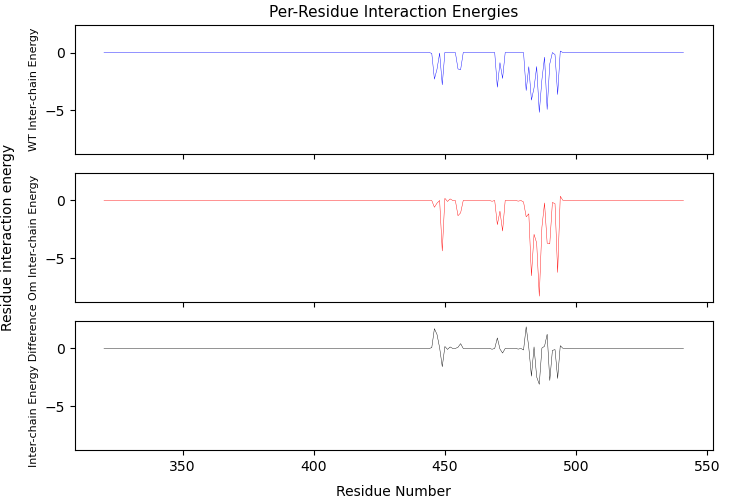 Per-Residue Interaction Energies
Residue interaction energy
WT Inter-chain Energy
0
−5
Om Inter-chain Energy
0
−5
Inter-chain Energy Difference
0
−5
350
400
450
500
550
Residue Number